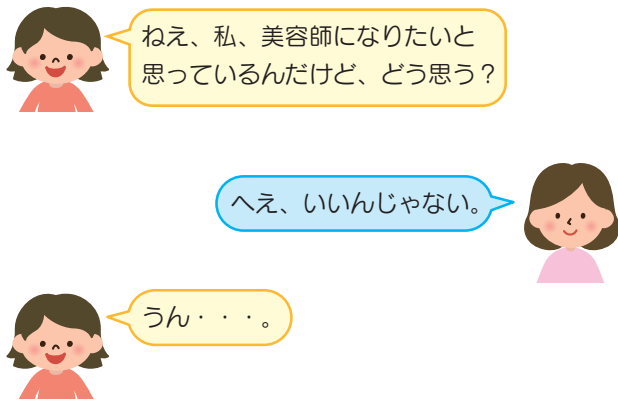 ねえ、私、美容師になりたいと
思っているんだけど、どう思う？
へえ、いいんじゃない。
うん・・・。